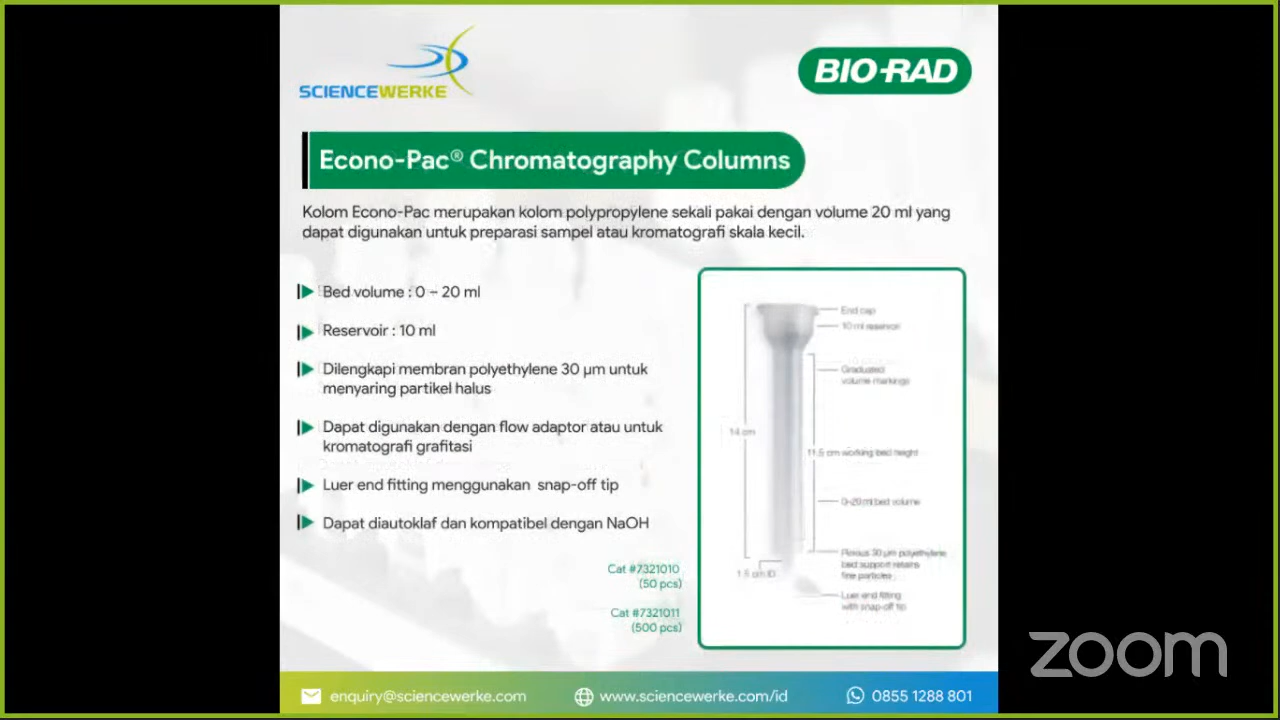 SCIENCEWERKE
BIO-RAD
Econo-Pac® Chromatography Columns
Kolom Econo-Pac merupakan kolom polypropylene sekali pakai dengan volume 20 ml yang
dapat digunakan untuk preparasi sampel atau kromatografi skala kecil.
Bed volume : 0 – 20 ml
Reservoir : 10 ml
Dilengkapi membran polyethylene 30 µm untuk
menyaring partikel halus
Dapat digunakan dengan flow adaptor atau untuk
kromatografi grafitasi
Luer end fitting menggunakan snap-off tip
Dapat diautoklaf dan kompatibel dengan NaOH
Cat #7321010
(50 pcs)
Cat #7321011
(500 pcs)
End cap
10 ml reservoir
Graduated
volume markings
14 cm
11.5 cm working bed height
0–20 ml bed volume
Porous 30 µm polyethylene
bed support retains
fine particles
1.5 cm ID
Luer end fitting
with snap-off tip
zoom
enquiry@sciencewerke.com
www.sciencewerke.com/id
0855 1288 801